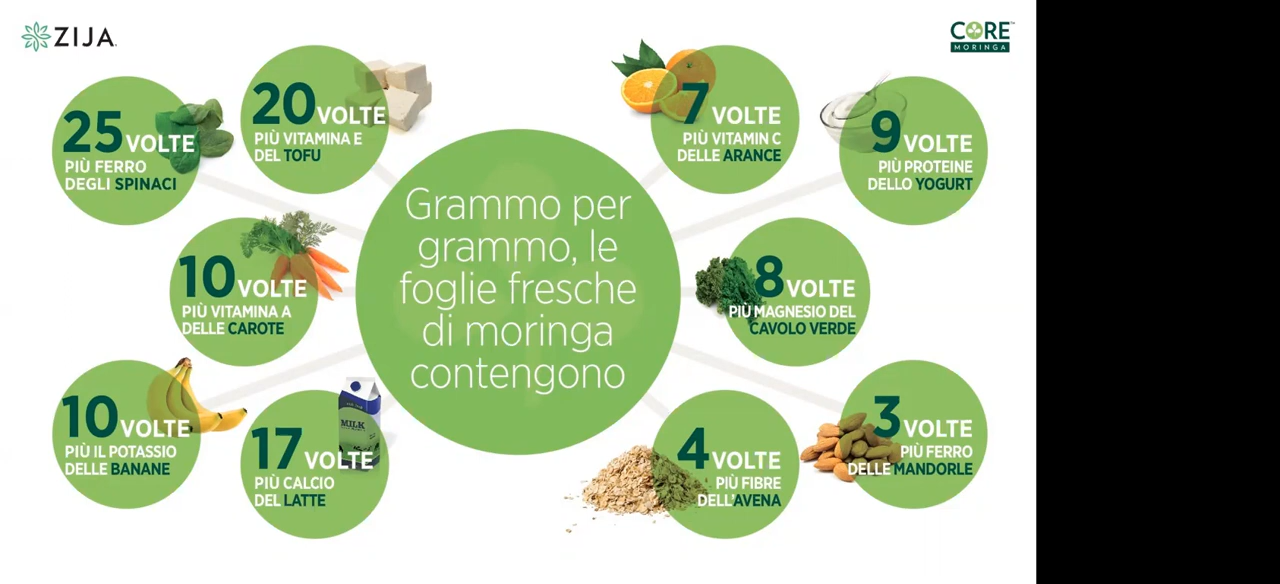 ZIJA
CORE
MORINGA
25 VOLTE
PIÙ FERRO
DEGLI SPINACI
20 VOLTE
PIÙ VITAMINA E
DEL TOFU
7 VOLTE
PIÙ VITAMIN C
DELLE ARANCE
9 VOLTE
PIÙ PROTEINE
DELLO YOGURT
Grammo per
grammo, le
foglie fresche
di moringa
contengono
10 VOLTE
PIÙ VITAMINA A
DELLE CAROTE
8 VOLTE
PIÙ MAGNESIO DEL
CAVOLO VERDE
10 VOLTE
PIÙ IL POTASSIO
DELLE BANANE
MILK
17 VOLTE
PIÙ CALCIO
DEL LATTE
4 VOLTE
PIÙ FIBRE
DELL'AVENA
3 VOLTE
PIÙ FERRO
DELLE MANDORLE